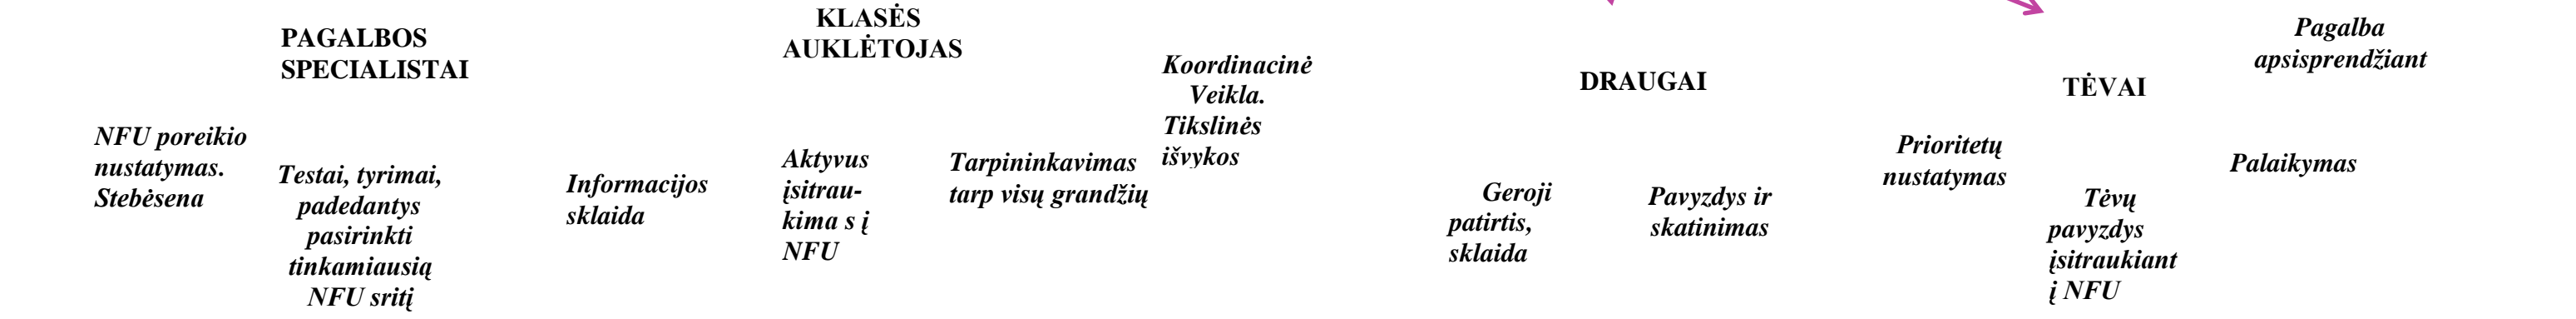 PAGALBOS
SPECIALISTAI
NFU poreikio
nustatymas.
Stebėsena
Testai, tyrimai,
padedantys
pasirinkti
tinkamiausią
NFU sritį
KLASĖS
AUKLĖTOJAS
Informacijos
sklaida
Aktyvus
įsitrau-
kima s į
NFU
Tarpininkavimas
tarp visų grandžių
Koordinacinė
Veikla.
Tikslinės
išvykos
DRAUGAI
Geroji
patirtis,
sklaida
Pavyzdys ir
skatinimas
TĖVAI
Prioritetų
nustatymas
Tėvų
pavyzdys
įsitraukiant
į NFU
Palaikymas
Pagalba
apsisprendžiant